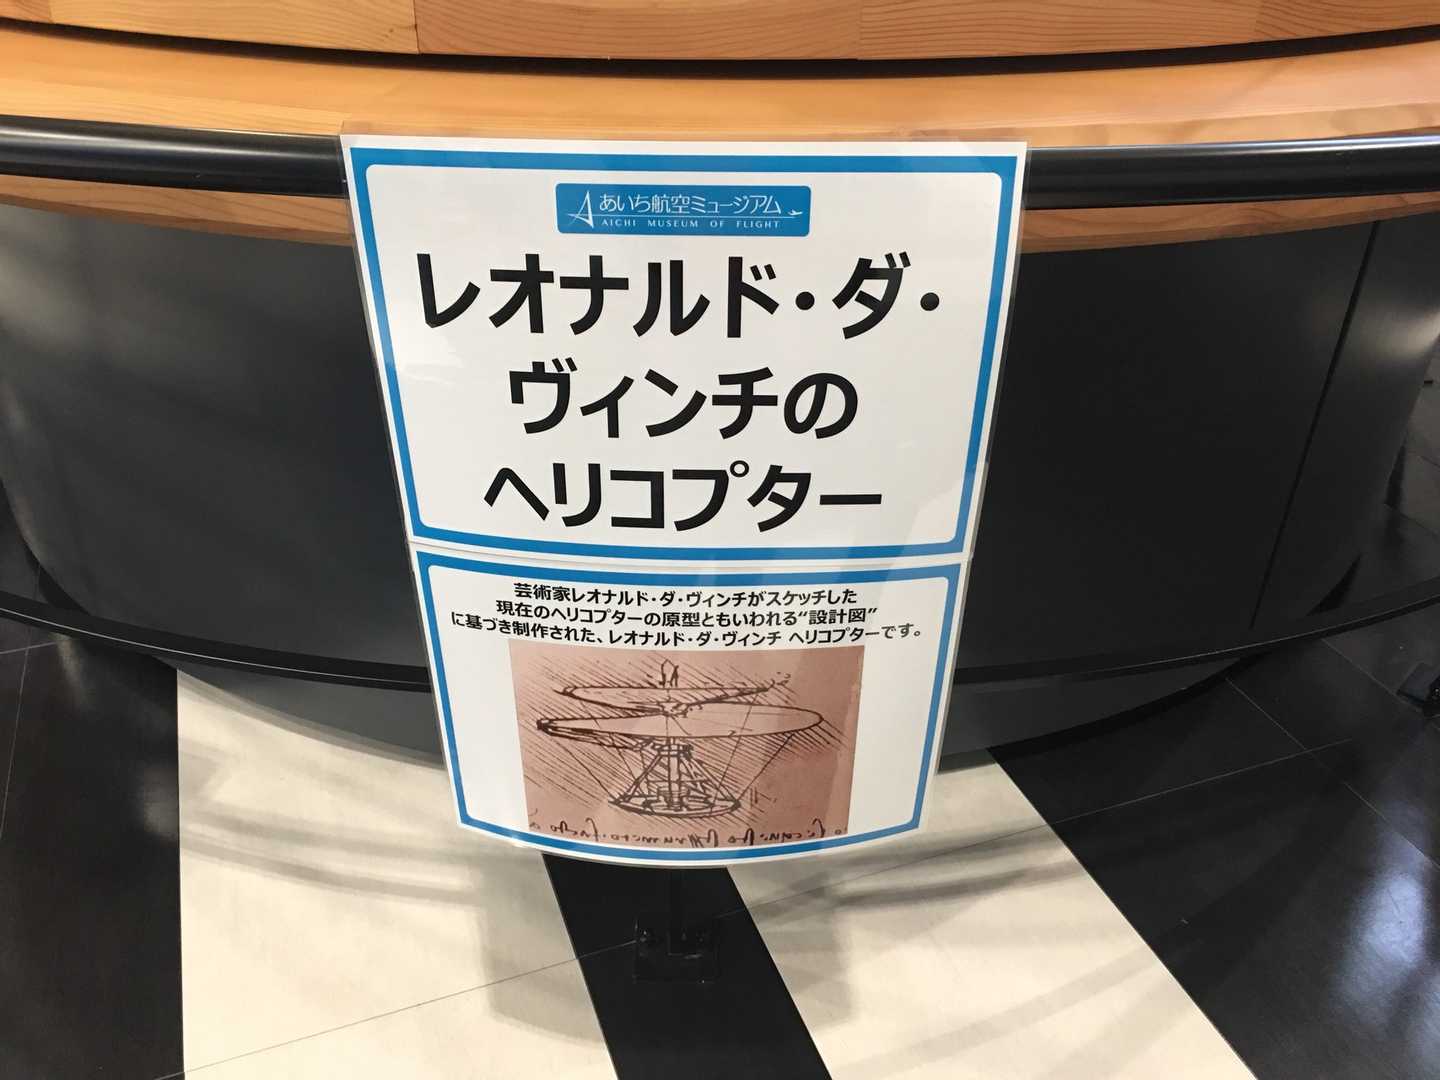 あいち航空ミュージアム
AICHI MUSEUM OF FLIGHT
レオナルド・ダ・
ヴィンチの
ヘリコプター
芸術家レオナルド・ダ・ヴィンチがスケッチした
現在のヘリコプターの原型ともいわれる“設計図”
に基づき制作された、レオナルド・ダ・ヴィンチ ヘリコプターです。